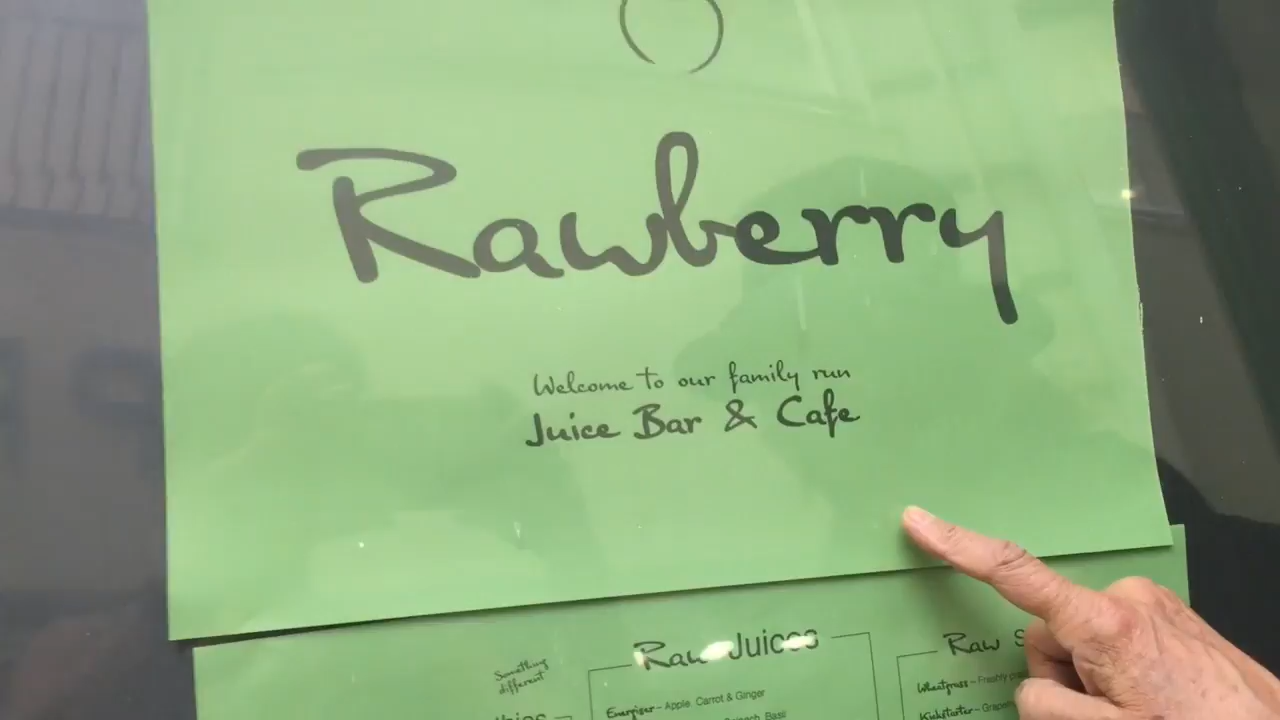 Rawberry
Welcome to our family run
Juice Bar & Cafe
Something
different
Raw Juices
Energiser – Apple, Carrot & Ginger
Basil
Raw
Wheatgrass – Freshly
Kickstarter –